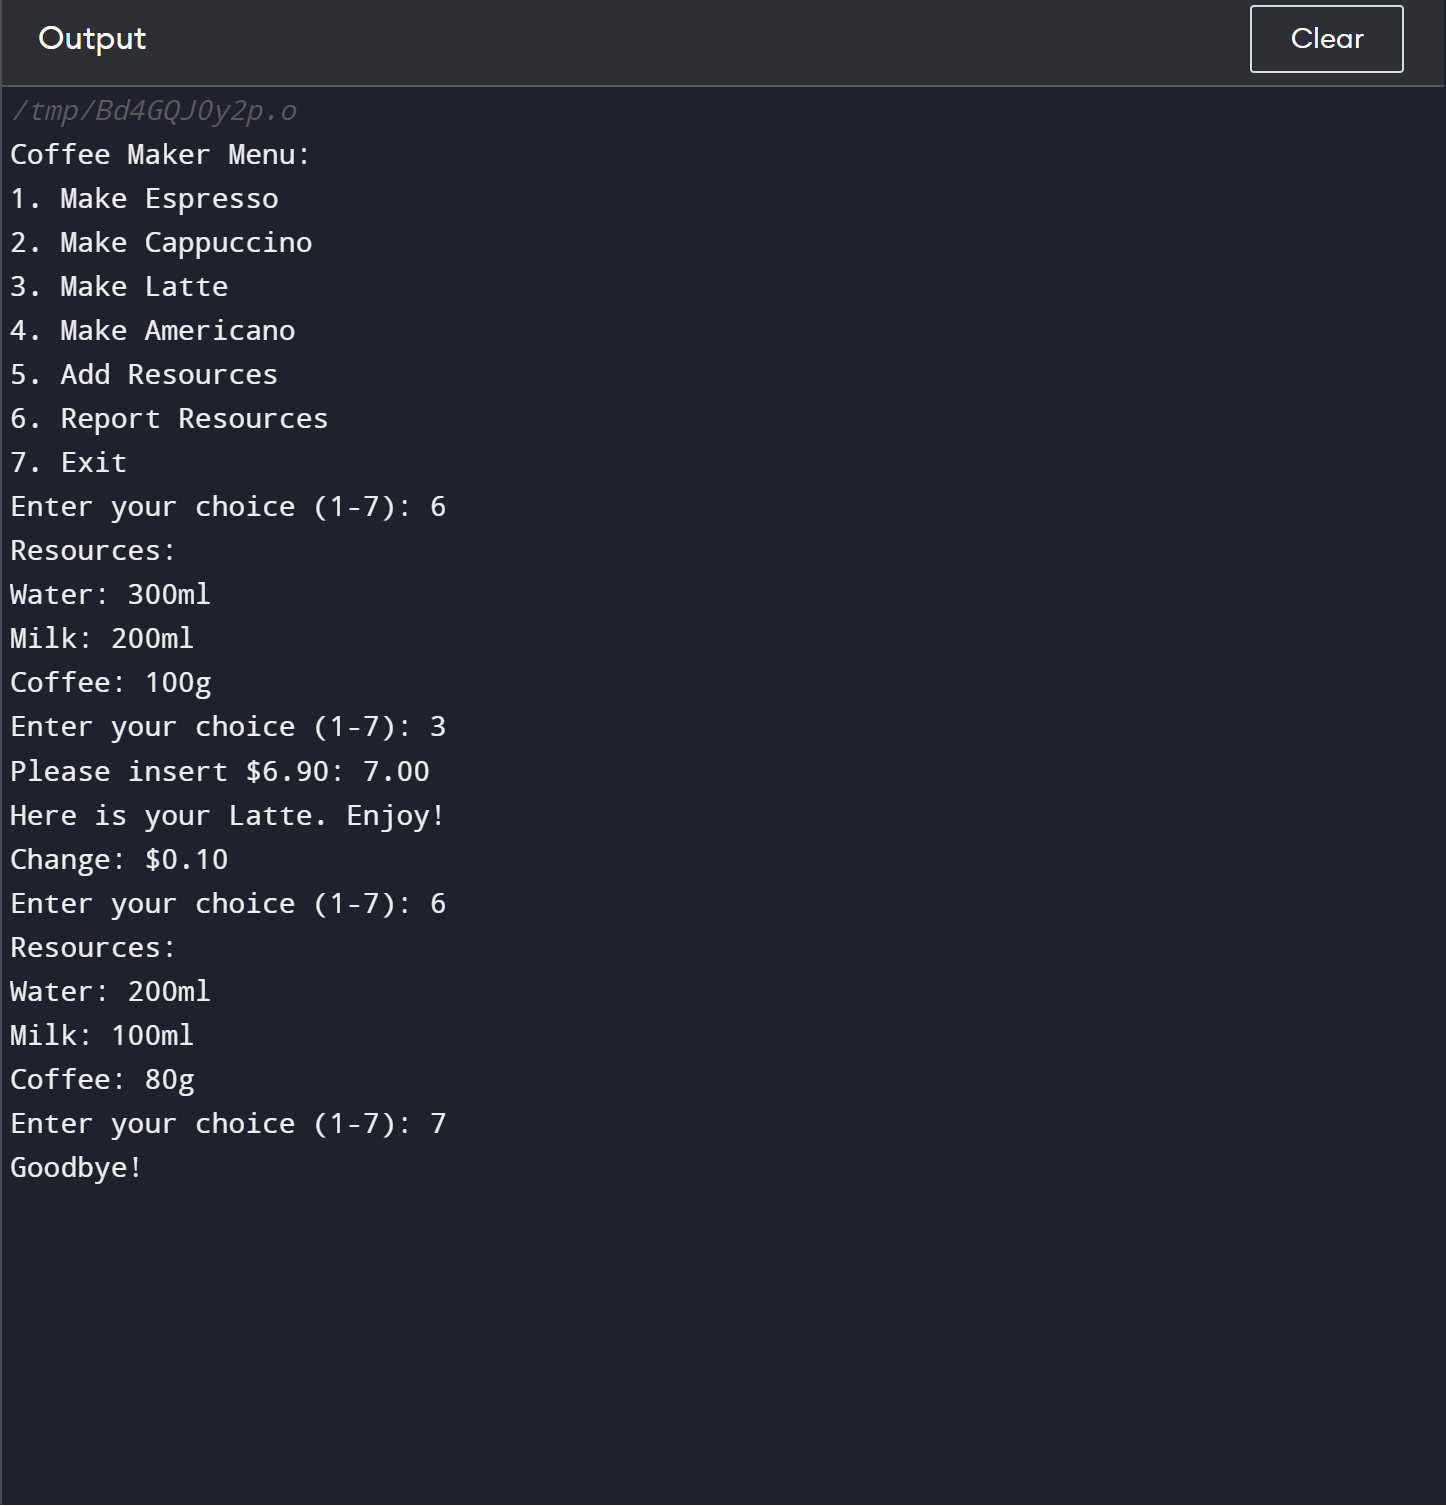 Output
Clear
/tmp/Bd4GQJOy2p.o
Coffee Maker Menu:
1. Make Espresso
2. Make Cappuccino
3. Make Latte
4. Make Americano
5. Add Resources
6. Report Resources
7. Exit
Enter your choice (1-7): 6
Resources:
Water: 300ml
Milk: 200ml
Coffee: 100g
Enter your choice (1-7): 3
Please insert $6.90: 7.00
Here is your Latte. Enjoy!
Change: $0.10
Enter your choice (1-7): 6
Resources:
Water: 200ml
Milk: 100ml
Coffee: 80g
Enter your choice (1-7): 7
Goodbye!